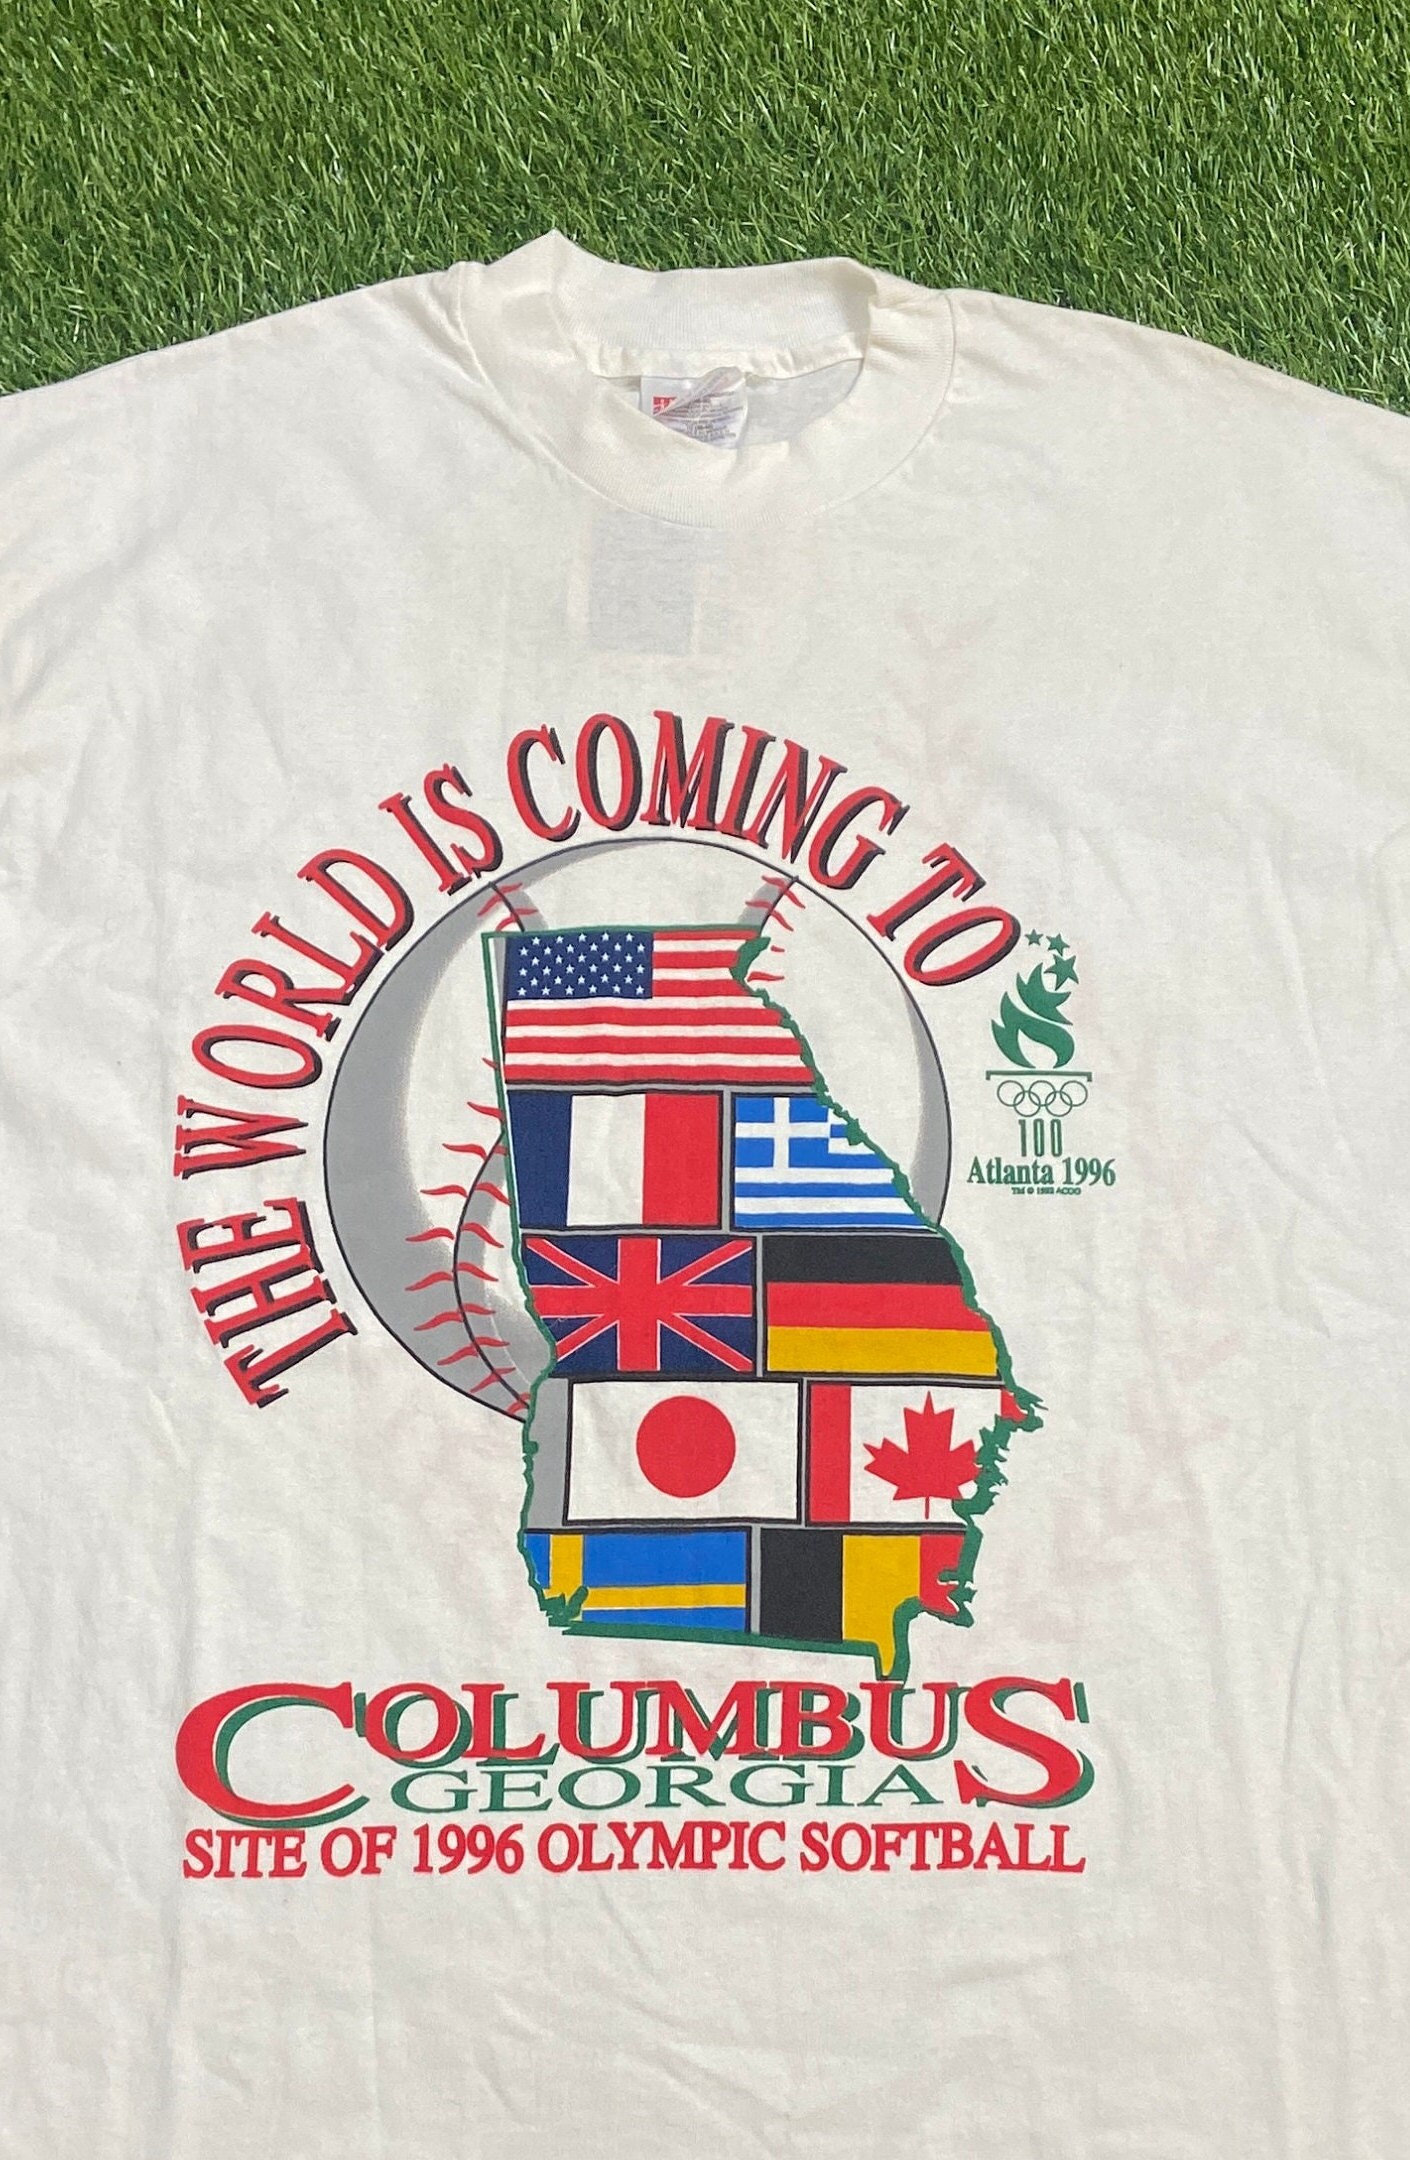 THE WORLD IS COMING TO
100
Atlanta 1996
COLUMBUS
GEORGIA
SITE OF 1996 OLYMPIC SOFTBALL